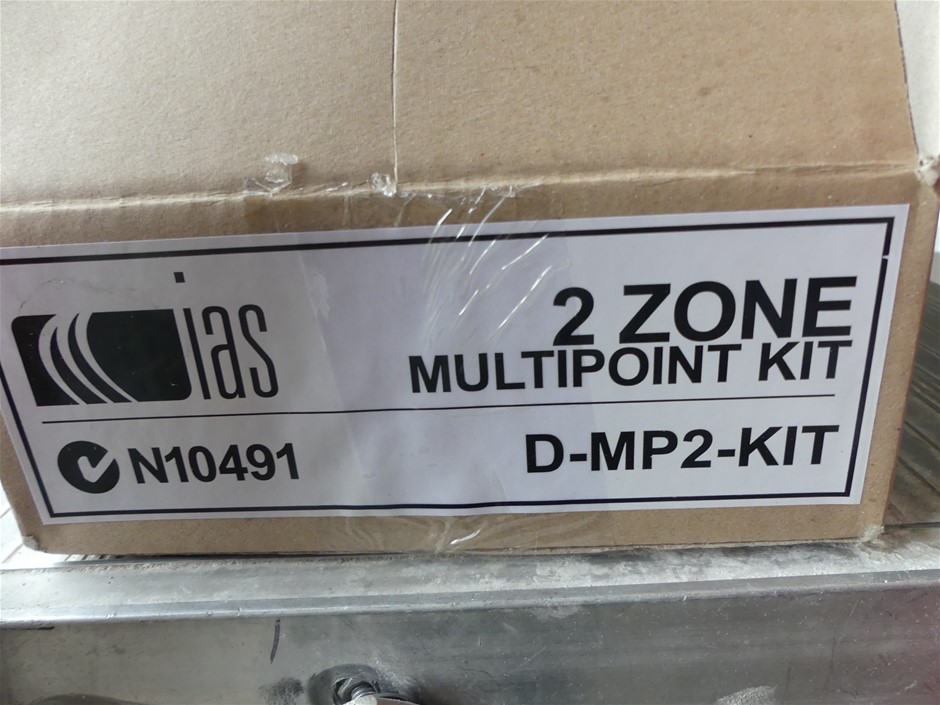 ias
2 ZONE
MULTIPOINT KIT
N10491
D-MP2-KIT